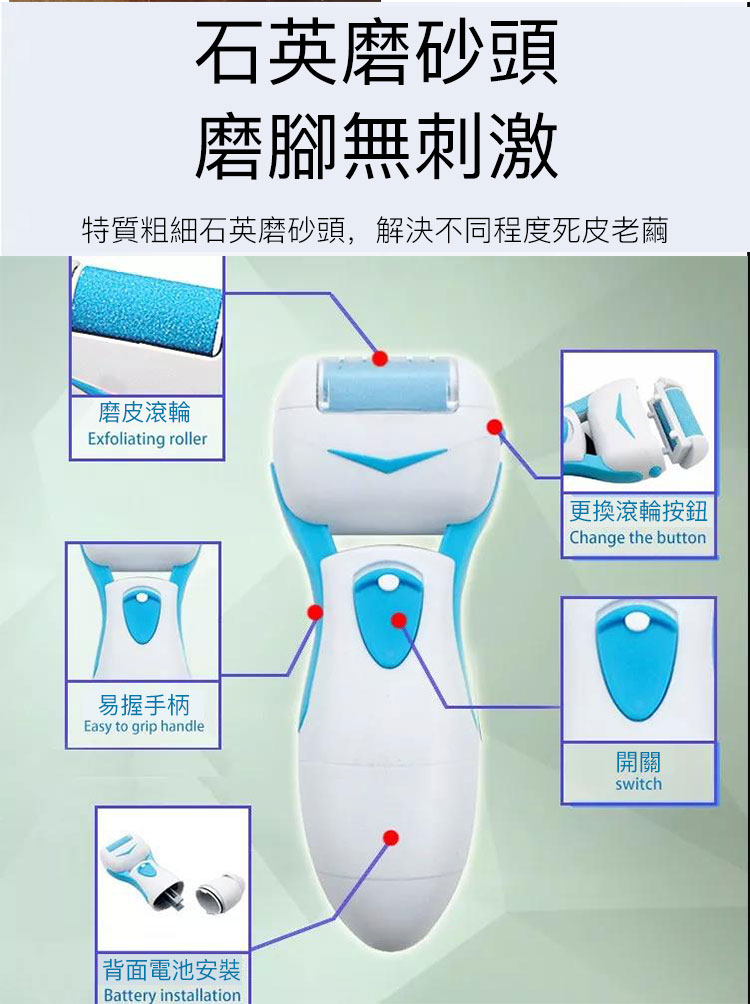 石英磨砂頭
磨腳無刺激
特質粗細石英磨砂頭，解決不同程度死皮老繭
磨皮滾輪
Exfoliating roller
更換滾輪按鈕
Change the button
易握手柄
Easy to grip handle
開關
switch
背面電池安裝
Battery installation